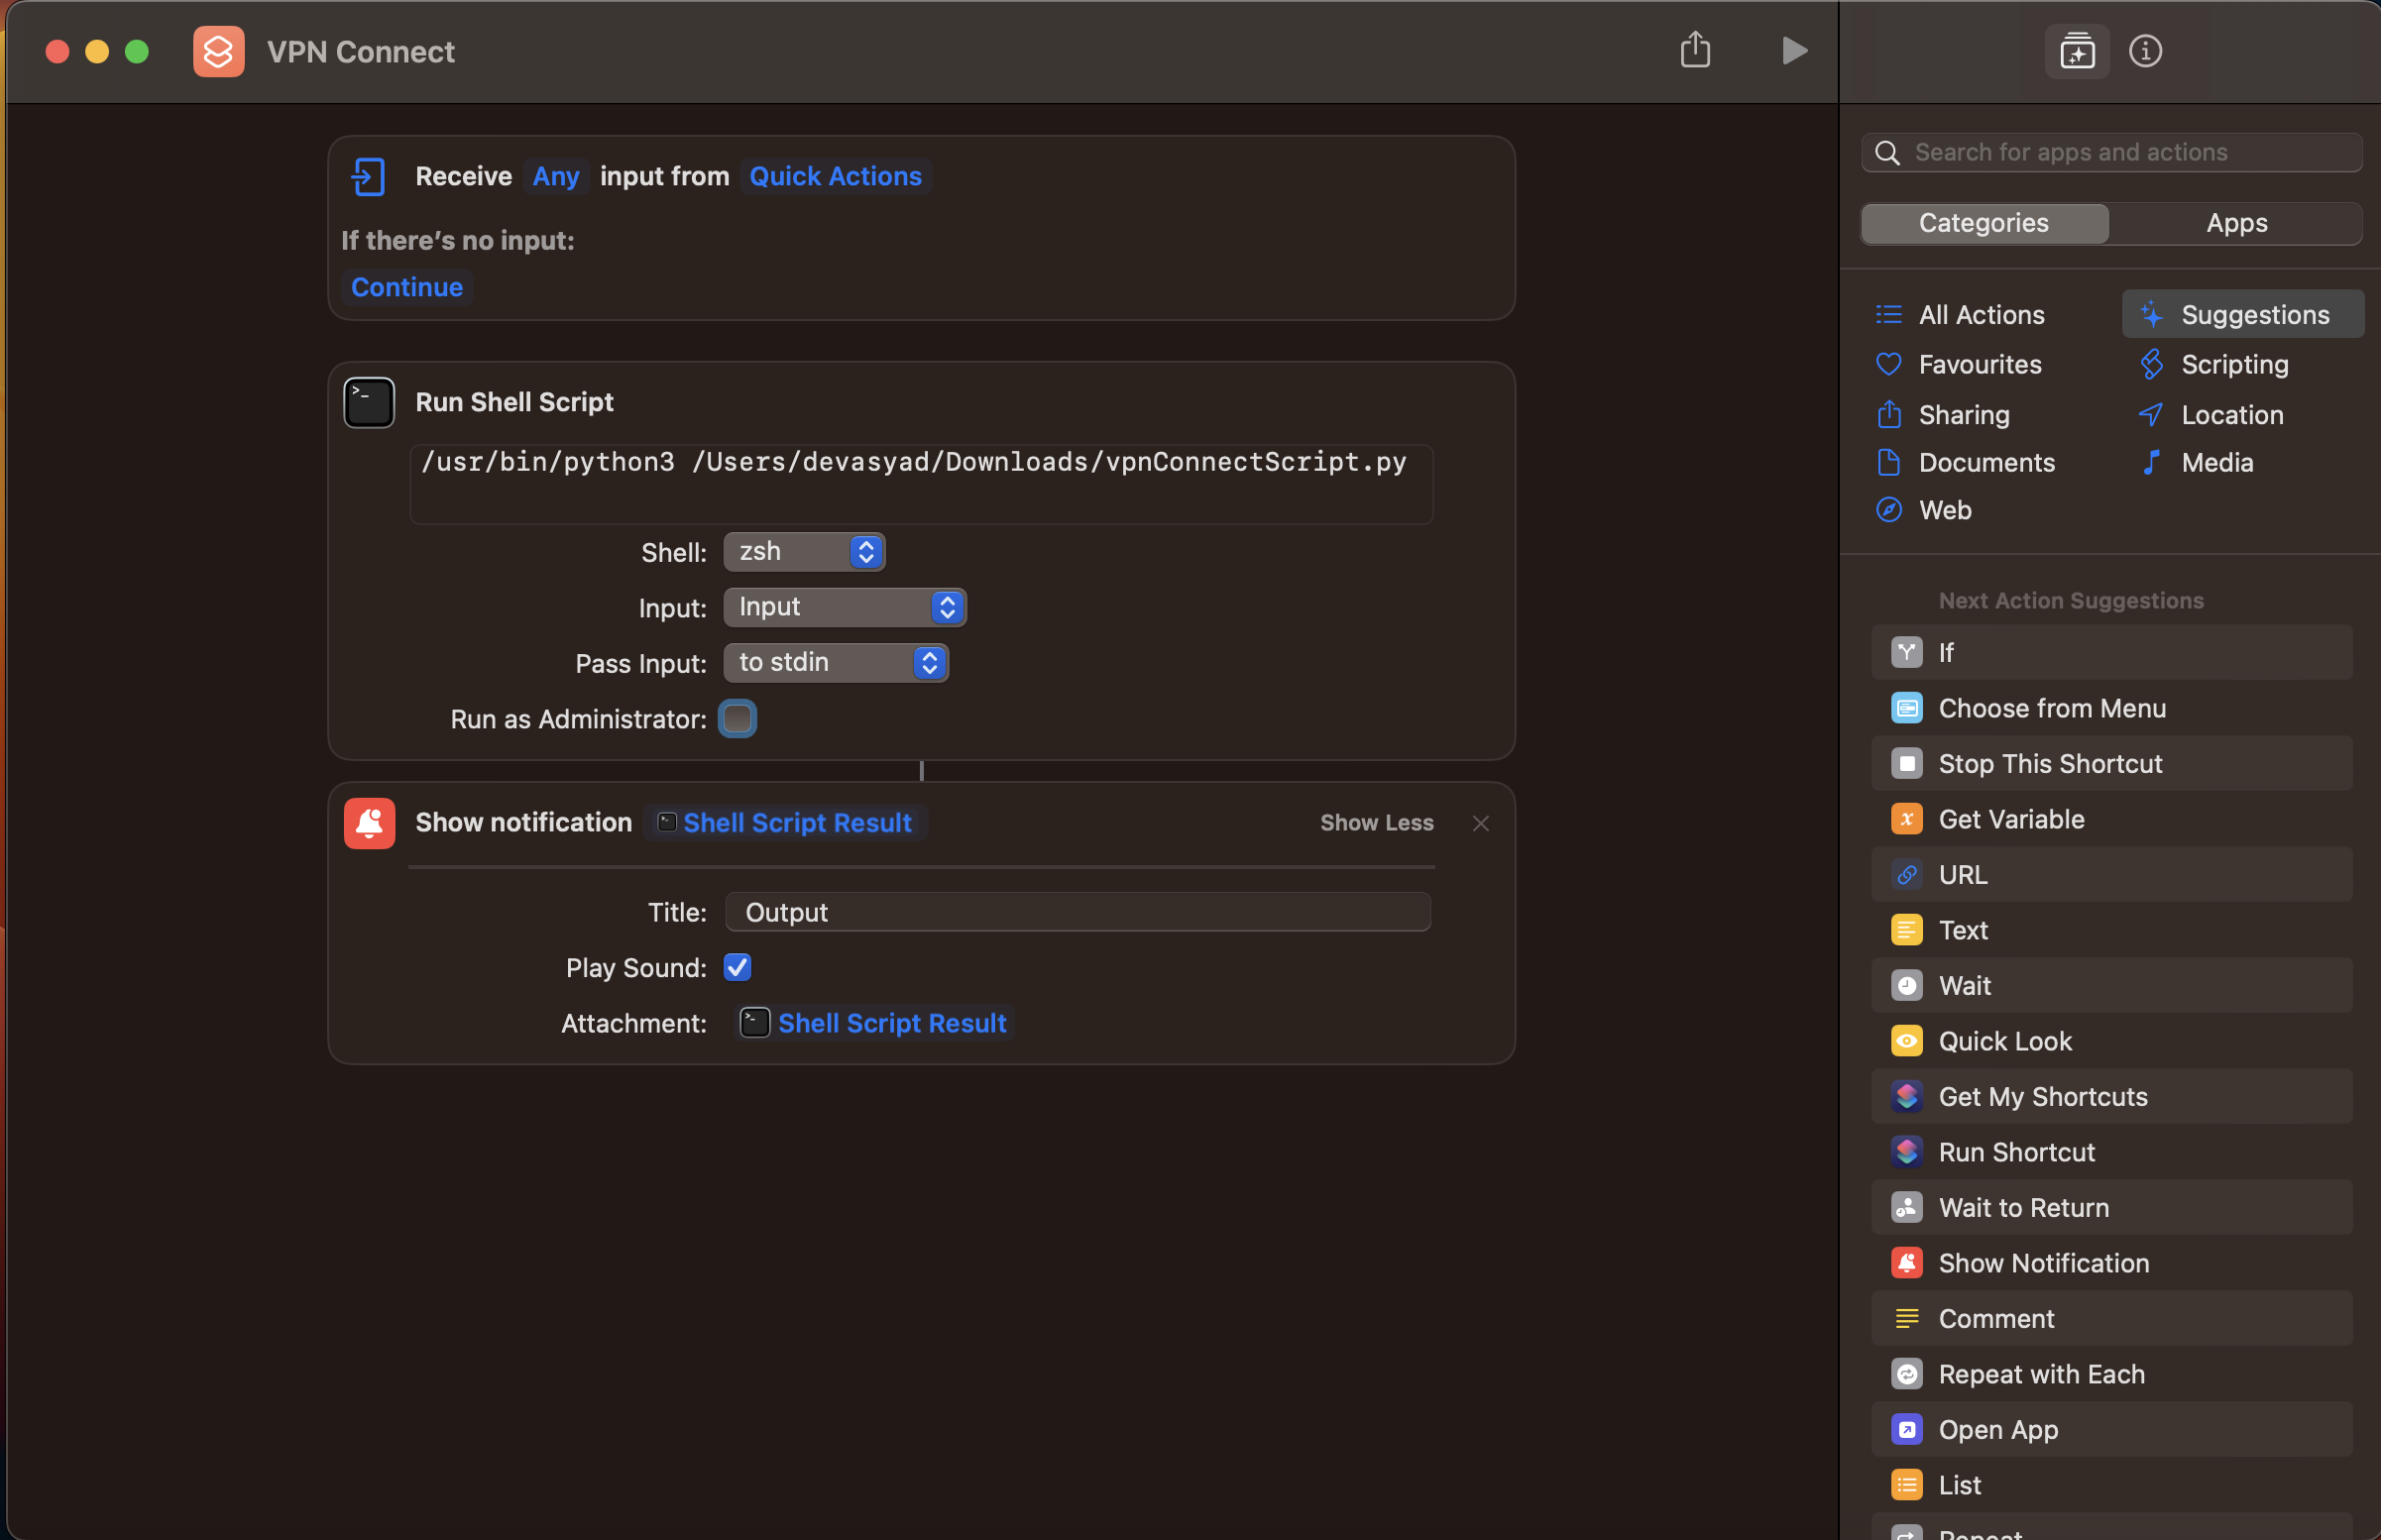 VPN Connect
Receive Any input from Quick Actions
If there’s no input:
Continue
Run Shell Script
/usr/bin/python3 /Users/devasyad/Downloads/vpnConnectScript.py
Shell: zsh
Input: Input
Pass Input: to stdin
Run as Administrator:
Show notification Shell Script Result Show Less
Title: Output
Play Sound:
Attachment: Shell Script Result
Search for apps and actions
Categories Apps
All Actions Suggestions
Favourites Scripting
Sharing Location
Documents Media
Web
Next Action Suggestions
If
Choose from Menu
Stop This Shortcut
Get Variable
URL
Text
Wait
Quick Look
Get My Shortcuts
Run Shortcut
Wait to Return
Show Notification
Comment
Repeat with Each
Open App
List
Repeat